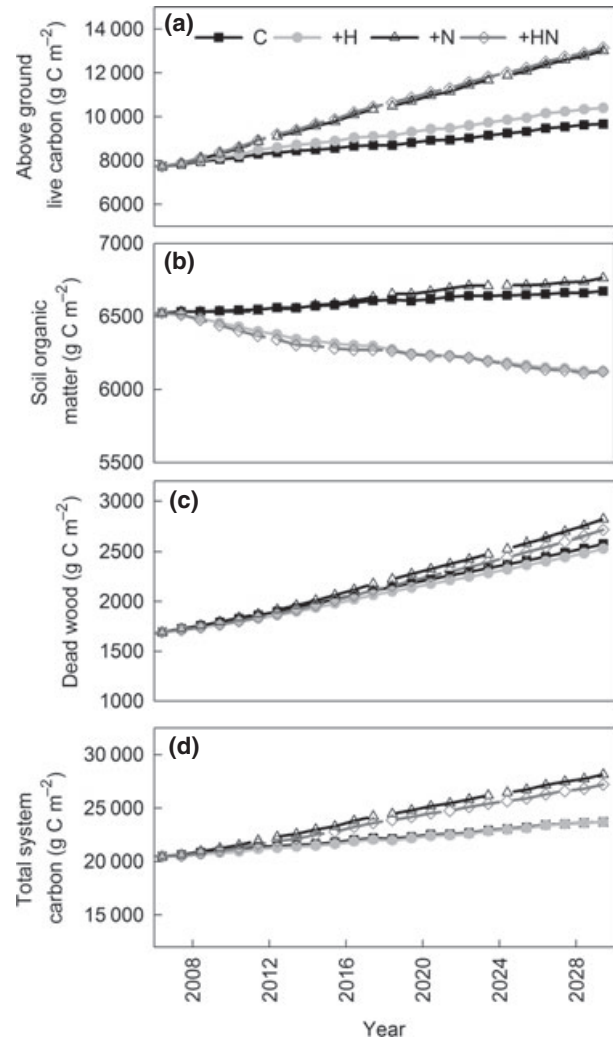 (a)
C +H +N +HN
Above ground
live carbon (g C m−2)
14 000
12 000
10 000
8000
6000
(b)
Soil organic
matter (g C m−2)
7000
6500
6000
5500
(c)
Dead wood (g C m−2)
3000
2500
2000
1500
1000
(d)
Total system
carbon (g C m−2)
30 000
25 000
20 000
15 000
2008 2012 2016 2020 2024 2028
Year